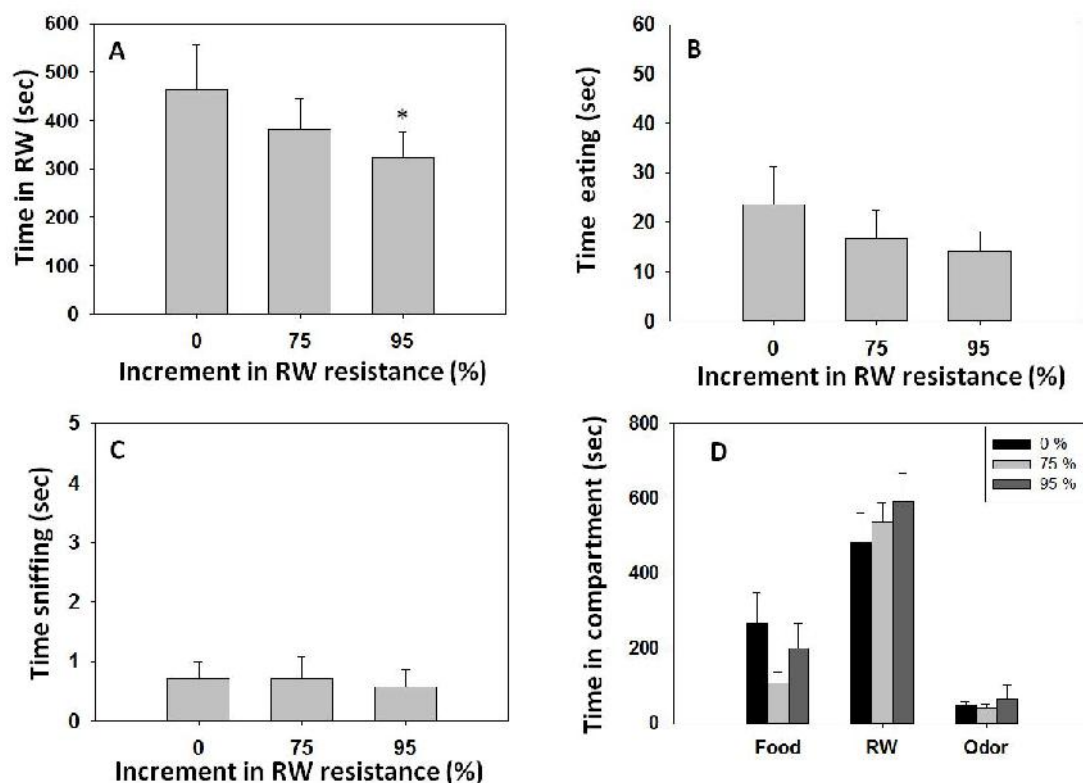 A
Time in RW (sec)
600
500
400
300
200
100
0
*
0 75 95
Increment in RW resistance (%)
B
Time eating (sec)
60
50
40
30
20
10
0
0 75 95
Increment in RW resistance (%)
C
Time sniffing (sec)
5
4
3
2
1
0
0 75 95
Increment in RW resistance (%)
D
Time in compartment (sec)
800
600
400
200
0
0 %
75 %
95 %
Food RW Odor